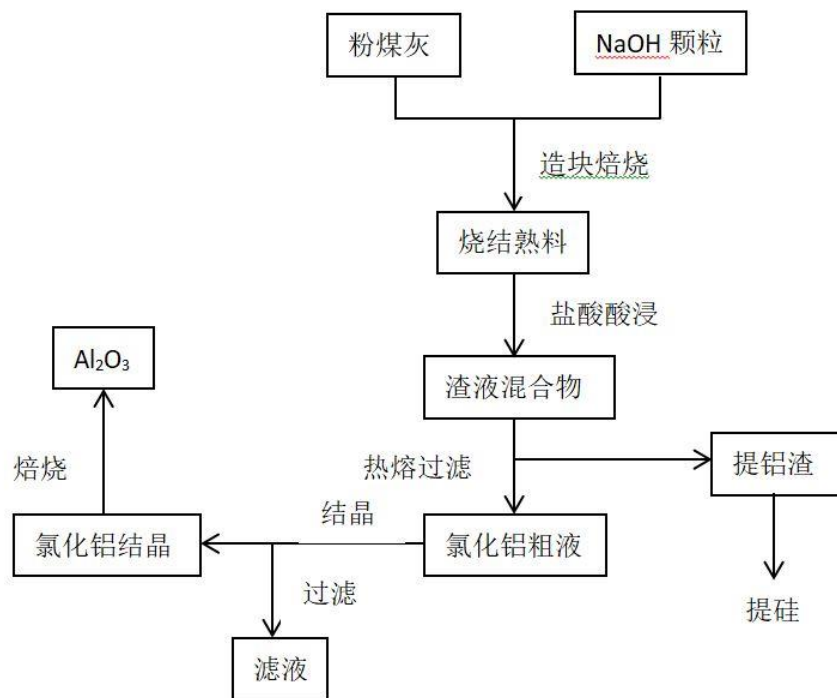 粉煤灰
NaOH 颗粒
造块焙烧
烧结熟料
盐酸酸浸
Al₂O₃
渣液混合物
焙烧
热熔过滤
提铝渣
结晶
氯化铝结晶
氯化铝粗液
过滤
提硅
滤液